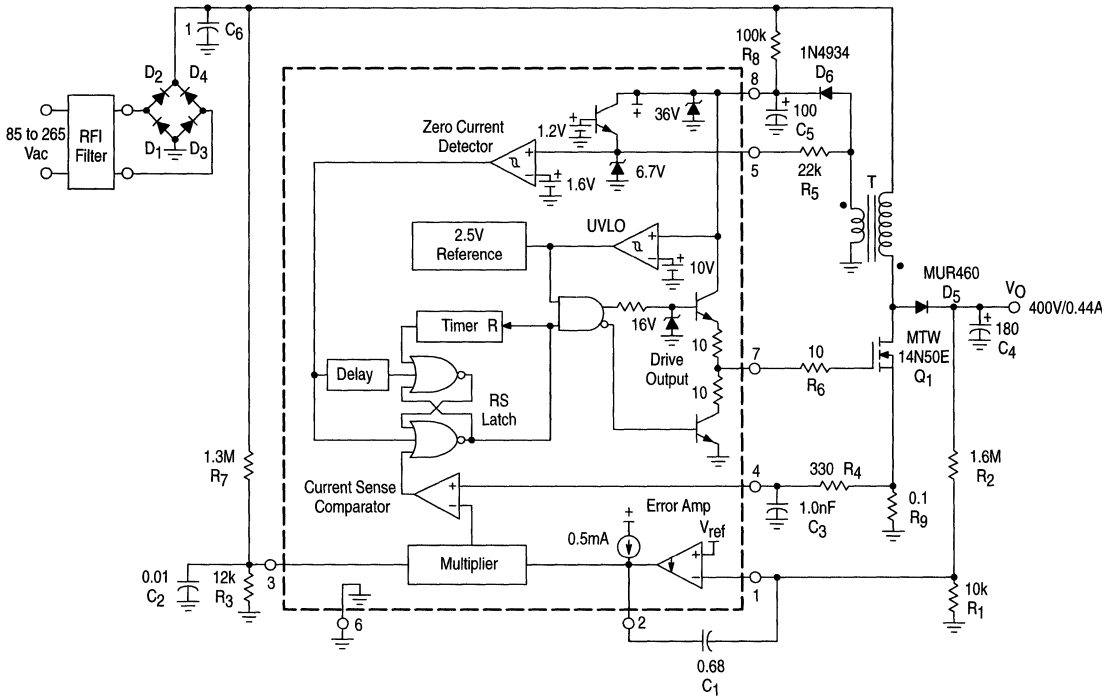 1
C6
100k
R8
1N4934
D6
D2
D4
8
36V
1.2V
100
C5
85 to 265
Vac
RFI
Filter
D1
D3
Zero Current
Detector
+
−
1.6V
6.7V
5
22k
R5
T
UVLO
2.5V
Reference
+
−
10V
MUR460
D5
VO
400V/0.44A
180
C4
Timer R
16V
10
Drive
Output
7
10
R6
MTW
14N50E
Q1
Delay
RS
Latch
10
1.3M
R7
1.6M
R2
Current Sense
Comparator
+
−
4
330 R4
1.0nF
C3
0.1
R9
Error Amp
Vref
0.5mA
+
−
Multiplier
3
0.01
C2
12k
R3
1
10k
R1
6
2
0.68
C1